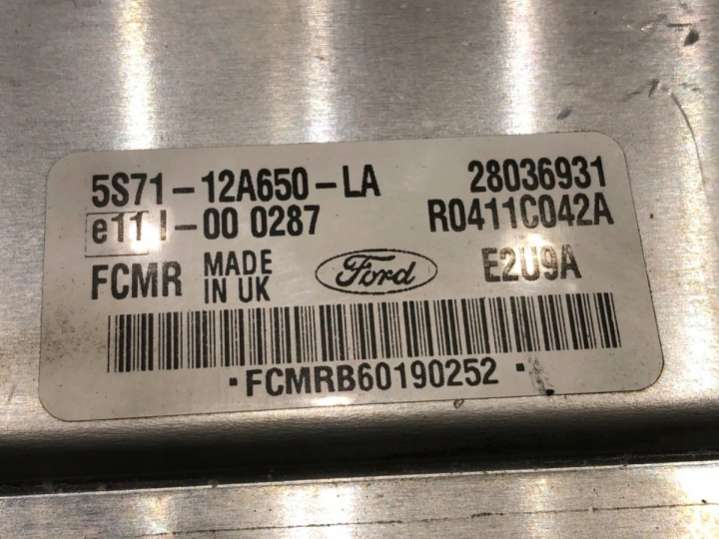 5S71-12A650-LA 28036931
e11 I-00 0287 R0411C042A
FCMR MADE IN UK Ford E2U9A
·FCMRB60190252·